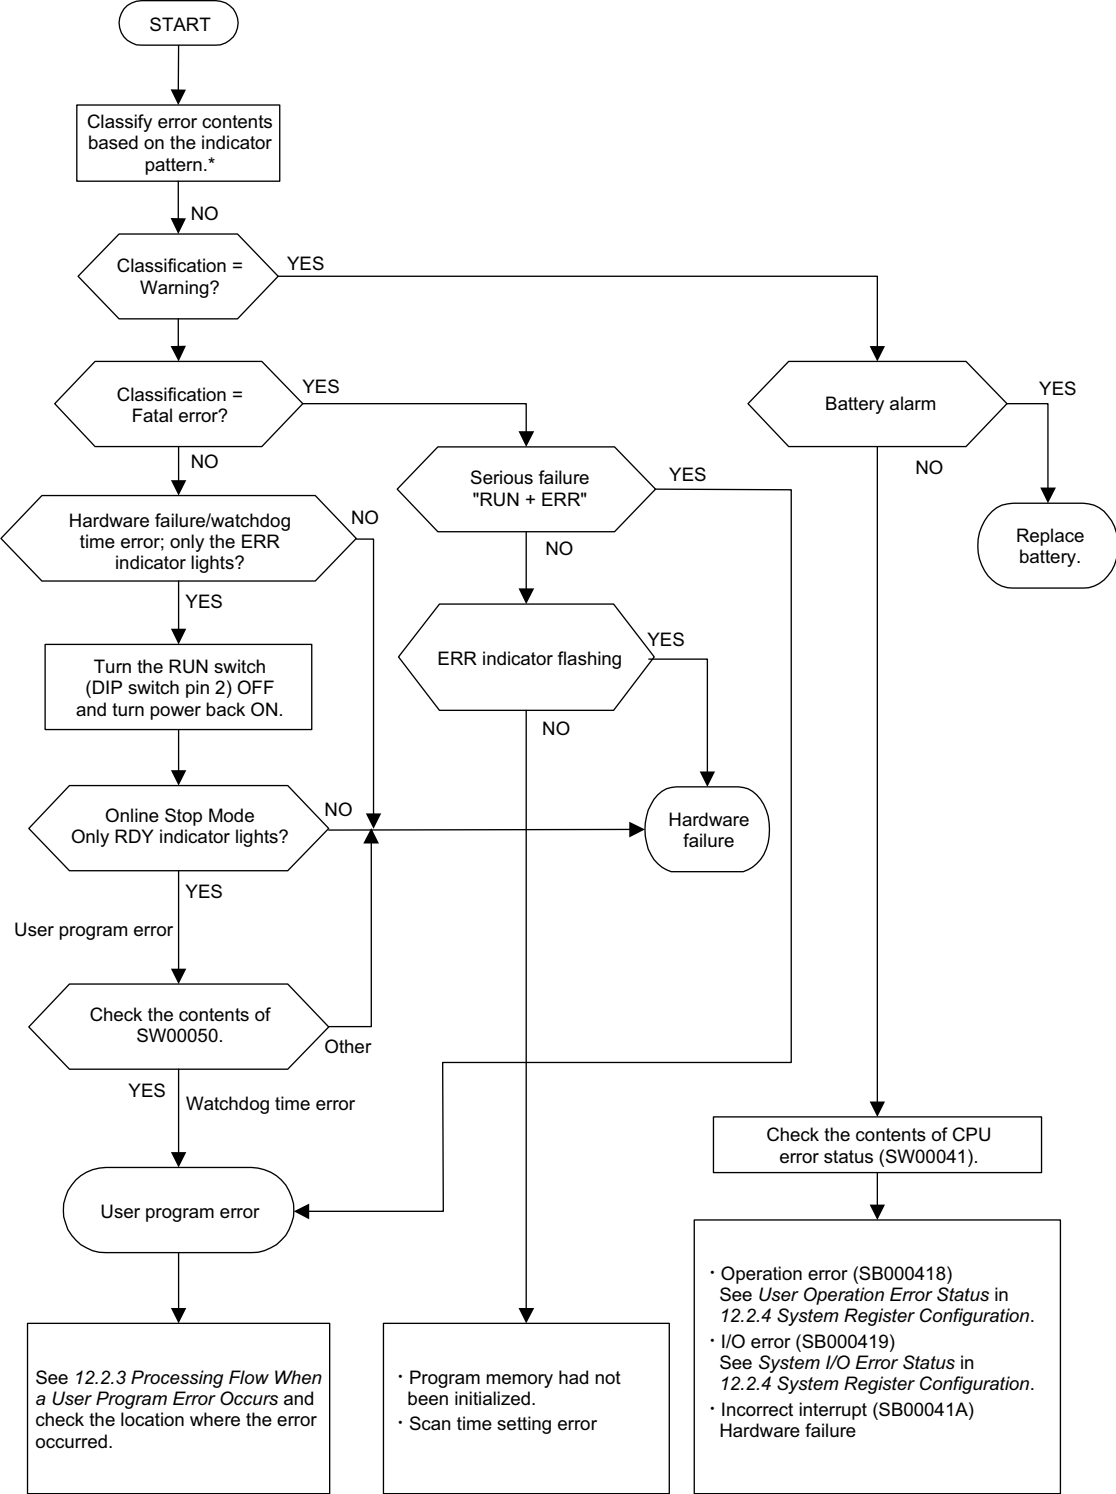 START
Classify error contents
based on the indicator
pattern.*
NO
Classification =
Warning?
YES
Classification =
Fatal error?
YES
NO
Battery alarm
YES
NO
Replace
battery.
Serious failure
"RUN + ERR"
YES
NO
Hardware failure/watchdog
time error; only the ERR
indicator lights?
NO
YES
ERR indicator flashing
YES
NO
Turn the RUN switch
(DIP switch pin 2) OFF
and turn power back ON.
Online Stop Mode
Only RDY indicator lights?
NO
YES
Hardware
failure
User program error
Check the contents of
SW00050.
Other
YES
Watchdog time error
Check the contents of CPU
error status (SW00041).
User program error
· Operation error (SB000418)
See User Operation Error Status in
12.2.4 System Register Configuration.
· I/O error (SB000419)
See System I/O Error Status in
12.2.4 System Register Configuration.
· Incorrect interrupt (SB00041A)
Hardware failure
See 12.2.3 Processing Flow When
a User Program Error Occurs and
check the location where the error
occurred.
· Program memory had not
been initialized.
· Scan time setting error